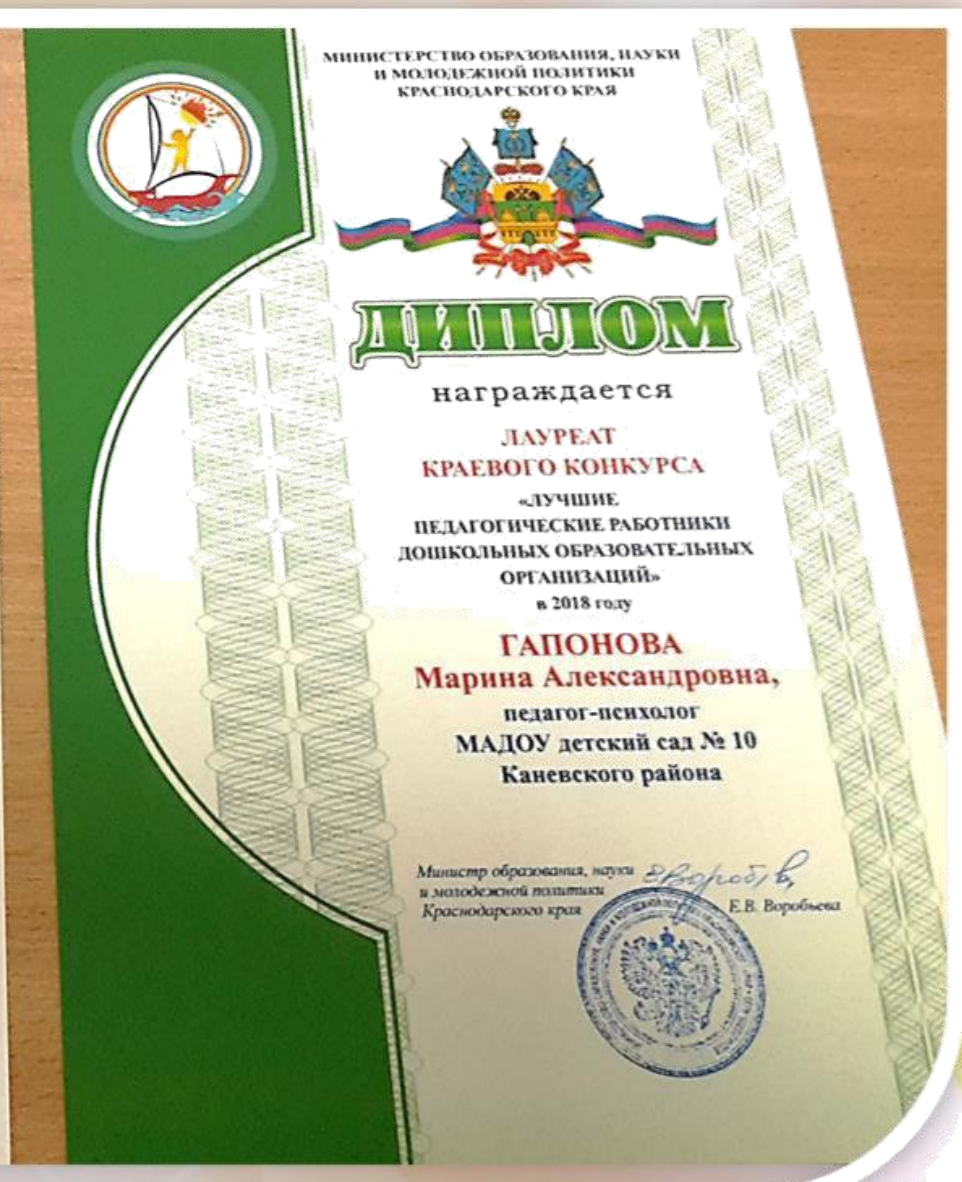 МИНИСТЕРСТВО ОБРАЗОВАНИЯ, НАУКИ
И МОЛОДЕЖНОЙ ПОЛИТИКИ
КРАСНОДАРСКОГО КРАЯ
ДИПЛОМ
награждается
ЛАУРЕАТ
КРАЕВОГО КОНКУРСА
«ЛУЧШИЕ
ПЕДАГОГИЧЕСКИЕ РАБОТНИКИ
ДОШКОЛЬНЫХ ОБРАЗОВАТЕЛЬНЫХ
ОРГАНИЗАЦИЙ»
в 2018 году
ГАПОНОВА
Марина Александровна,
педагог-психолог
МАДОУ детский сад № 10
Каневского района
Министр образования, науки
и молодежной политики
Краснодарского края
Е.В. Воробьева